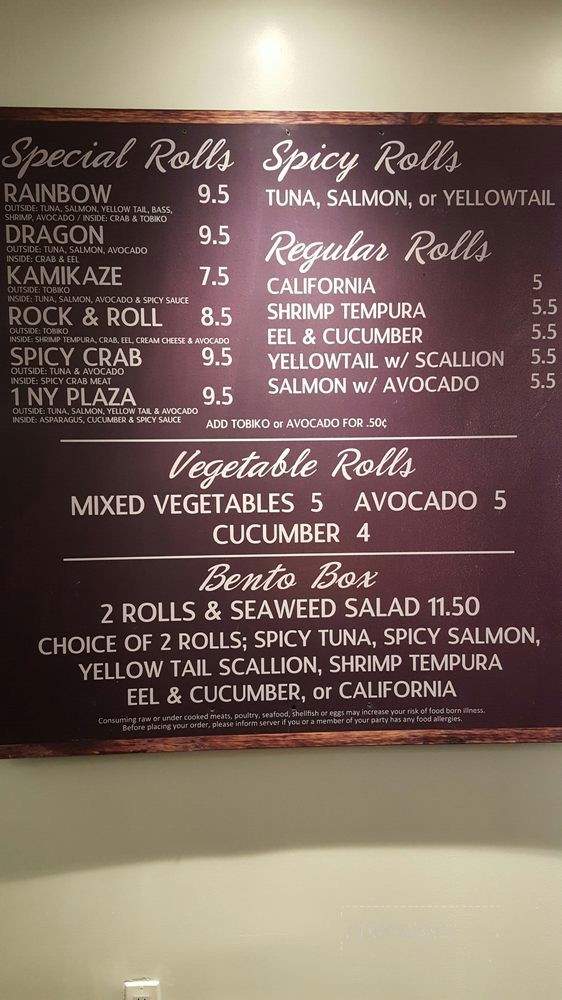 Special Rolls
RAINBOW 9.5
OUTSIDE: TUNA, SALMON, YELLOW TAIL, BASS,
SHRIMP, AVOCADO / INSIDE: CRAB & TOBIKO
DRAGON 9.5
OUTSIDE: TUNA, SALMON, AVOCADO
INSIDE: CRAB & EEL
KAMIKAZE 7.5
OUTSIDE: TOBIKO
INSIDE: TUNA, SALMON, AVOCADO & SPICY SAUCE
ROCK & ROLL 8.5
OUTSIDE: TOBIKO
INSIDE: SHRIMP TEMPURA, CRAB, EEL, CREAM CHEESE & AVOCADO
SPICY CRAB 9.5
OUTSIDE: TUNA & AVOCADO
INSIDE: SPICY CRAB MEAT
1 NY PLAZA 9.5
OUTSIDE: TUNA, SALMON, YELLOW TAIL & AVOCADO
INSIDE: ASPARAGUS, CUCUMBER & SPICY SAUCE
Spicy Rolls
TUNA, SALMON, or YELLOWTAIL
Regular Rolls
CALIFORNIA 5
SHRIMP TEMPURA 5.5
EEL & CUCUMBER 5.5
YELLOWTAIL w/ SCALLION 5.5
SALMON w/ AVOCADO 5.5
ADD TOBIKO or AVOCADO FOR .50¢
Vegetable Rolls
MIXED VEGETABLES 5 AVOCADO 5
CUCUMBER 4
Bento Box
2 ROLLS & SEAWEED SALAD 11.50
CHOICE OF 2 ROLLS; SPICY TUNA, SPICY SALMON,
YELLOW TAIL SCALLION, SHRIMP TEMPURA
EEL & CUCUMBER, or CALIFORNIA
Consuming raw or under cooked meats, poultry, seafood, shellfish or eggs may increase your risk of food born illness.
Before placing your order, please inform server if you or a member of your party has any food allergies.